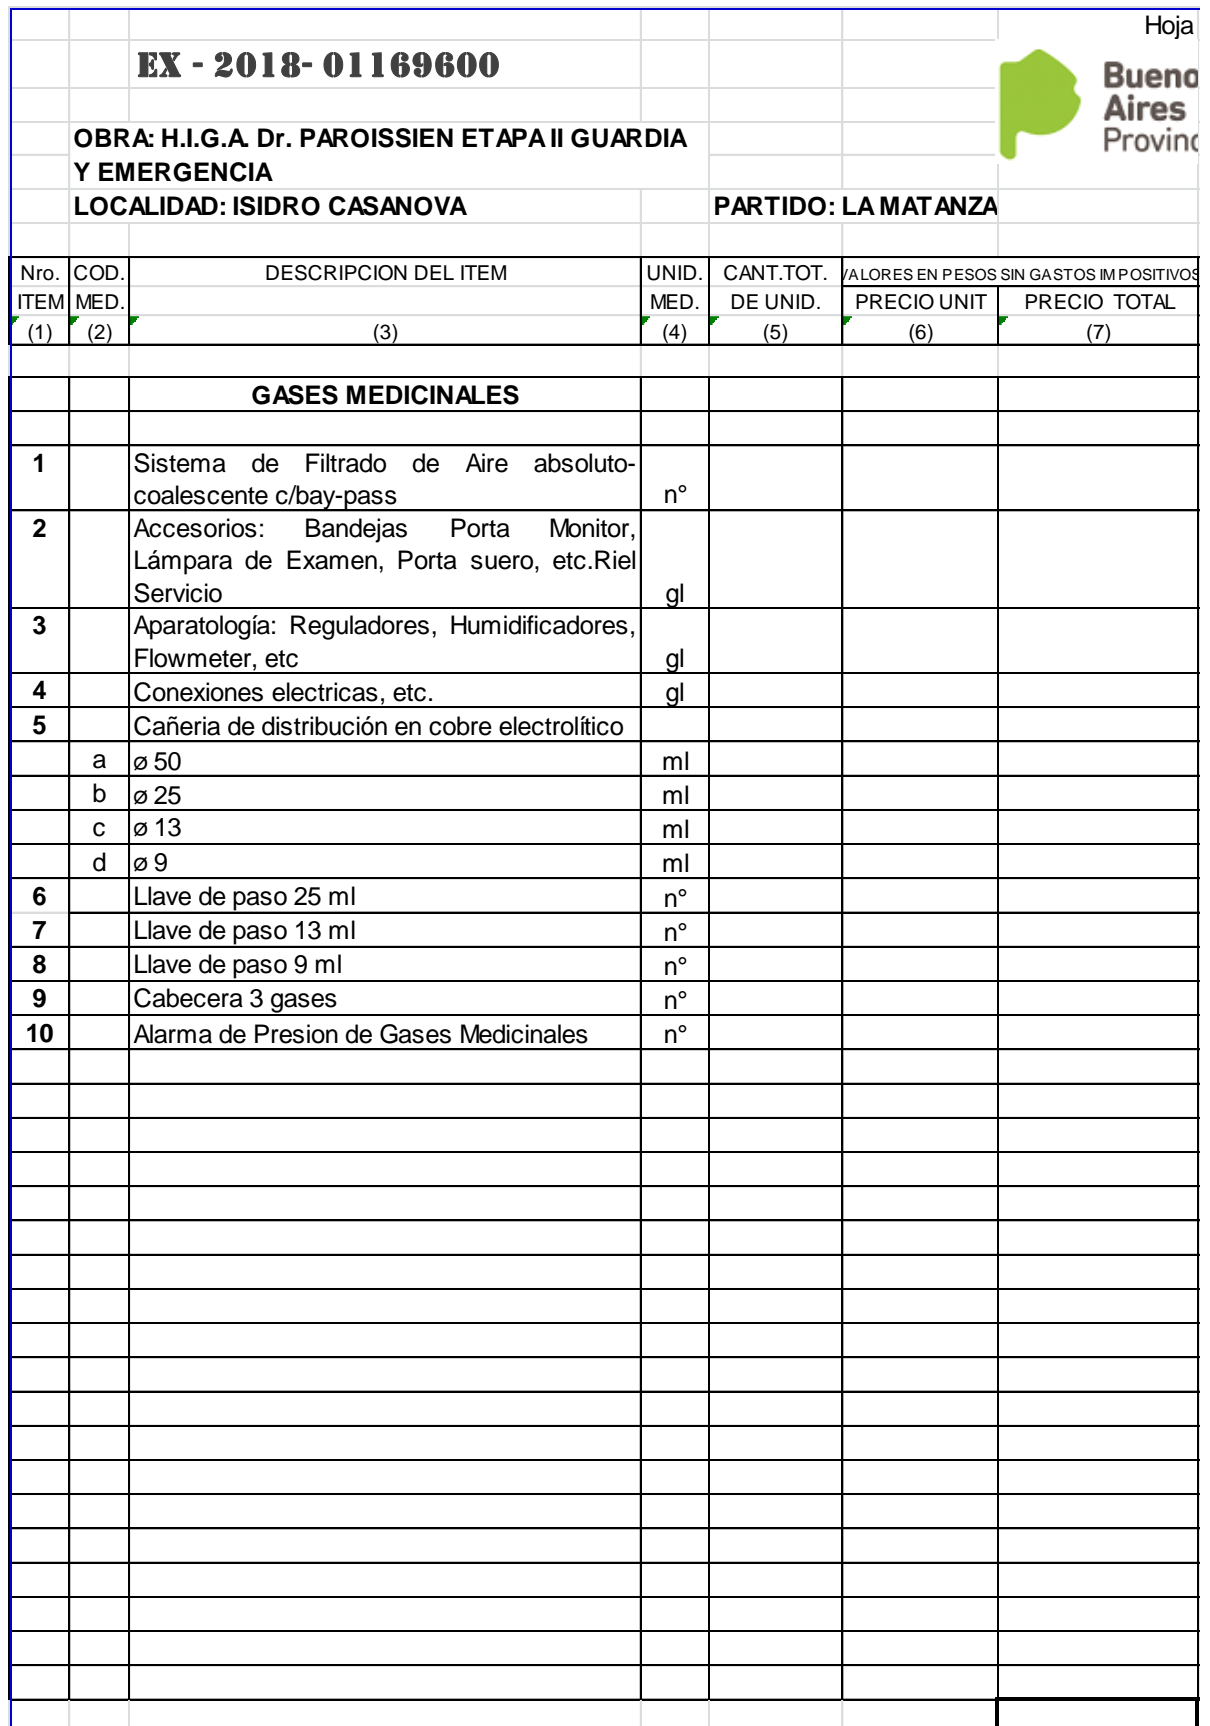 Hoja
EX - 2018- 01169600
Bueno
Aires
Provinc
OBRA: H.I.G.A. Dr. PAROISSIEN ETAPA II GUARDIA
Y EMERGENCIA
LOCALIDAD: ISIDRO CASANOVA PARTIDO: LA MATANZA
Nro. COD. DESCRIPCION DEL ITEM UNID. CANT.TOT. VALORES EN PESOS SIN GASTOS IMPOSITIVOS
ITEM MED. MED. DE UNID. PRECIO UNIT PRECIO TOTAL
(1) (2) (3) (4) (5) (6) (7)
GASES MEDICINALES
1 Sistema de Filtrado de Aire absoluto-
coalescente c/bay-pass n°
2 Accesorios: Bandejas Porta Monitor,
Lámpara de Examen, Porta suero, etc.Riel
Servicio gl
3 Aparatología: Reguladores, Humidificadores,
Flowmeter, etc gl
4 Conexiones electricas, etc. gl
5 Cañeria de distribución en cobre electrolítico
a ø 50 ml
b ø 25 ml
c ø 13 ml
d ø 9 ml
6 Llave de paso 25 ml n°
7 Llave de paso 13 ml n°
8 Llave de paso 9 ml n°
9 Cabecera 3 gases n°
10 Alarma de Presion de Gases Medicinales n°